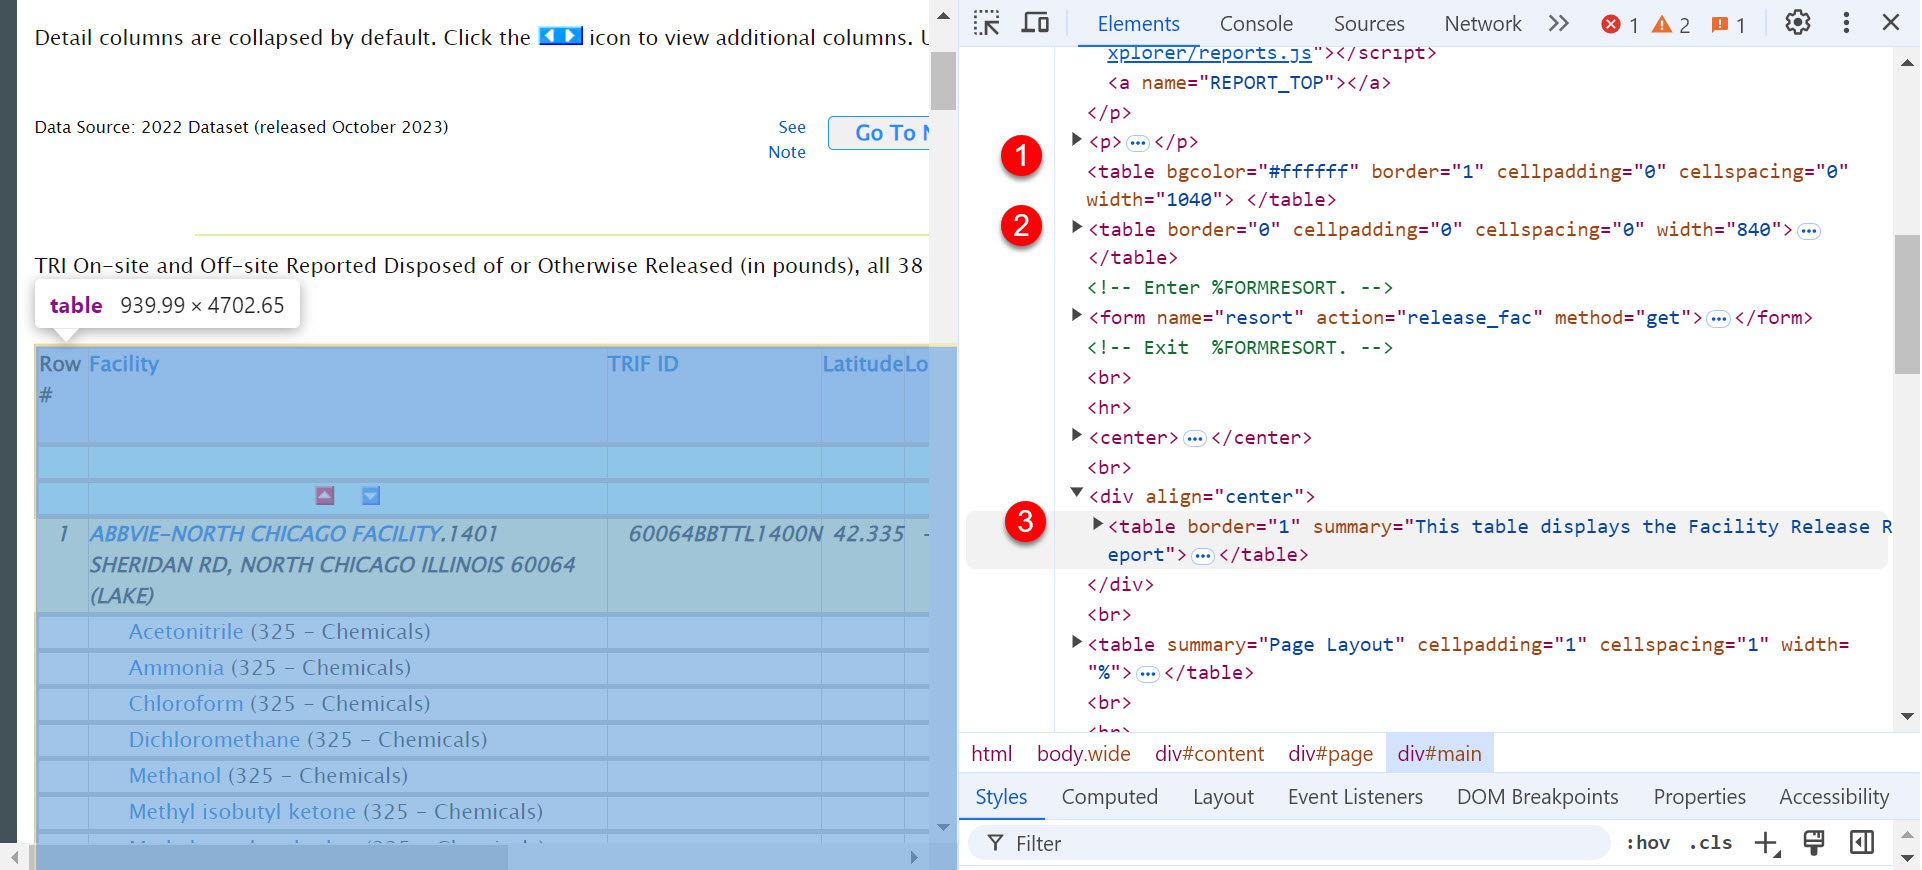 Detail columns are collapsed by default. Click the icon to view additional columns. U
Data Source: 2022 Dataset (released October 2023)
See
Note
Go To N
TRI On-site and Off-site Reported Disposed of or Otherwise Released (in pounds), all 38
table 939.99 × 4702.65
Row
#
Facility
TRIF ID
Latitude
Lo
1
ABBVIE-NORTH CHICAGO FACILITY.1401
SHERIDAN RD, NORTH CHICAGO ILLINOIS 60064
(LAKE)
60064BBTTL1400N
42.335
-
Acetonitrile (325 - Chemicals)
Ammonia (325 - Chemicals)
Chloroform (325 - Chemicals)
Dichloromethane (325 - Chemicals)
Methanol (325 - Chemicals)
Methyl isobutyl ketone (325 - Chemicals)
Elements
Console
Sources
Network
1
2
1
xplorer/reports.js"></script>
<a name="REPORT_TOP"></a>
</p>
<p>…</p>
1
<table bgcolor="#ffffff" border="1" cellpadding="0" cellspacing="0"
width="1040"> </table>
2
<table border="0" cellpadding="0" cellspacing="0" width="840">…
</table>
<!-- Enter %FORMRESORT. -->
<form name="resort" action="release_fac" method="get">…</form>
<!-- Exit  %FORMRESORT. -->
<br>
<hr>
<center>…</center>
<br>
<div align="center">
3
<table border="1" summary="This table displays the Facility Release R
eport">…</table>
</div>
<br>
<table summary="Page Layout" cellpadding="1" cellspacing="1" width=
"%">…</table>
<br>
html
body.wide
div#content
div#page
div#main
Styles
Computed
Layout
Event Listeners
DOM Breakpoints
Properties
Accessibility
Filter
:hov
.cls